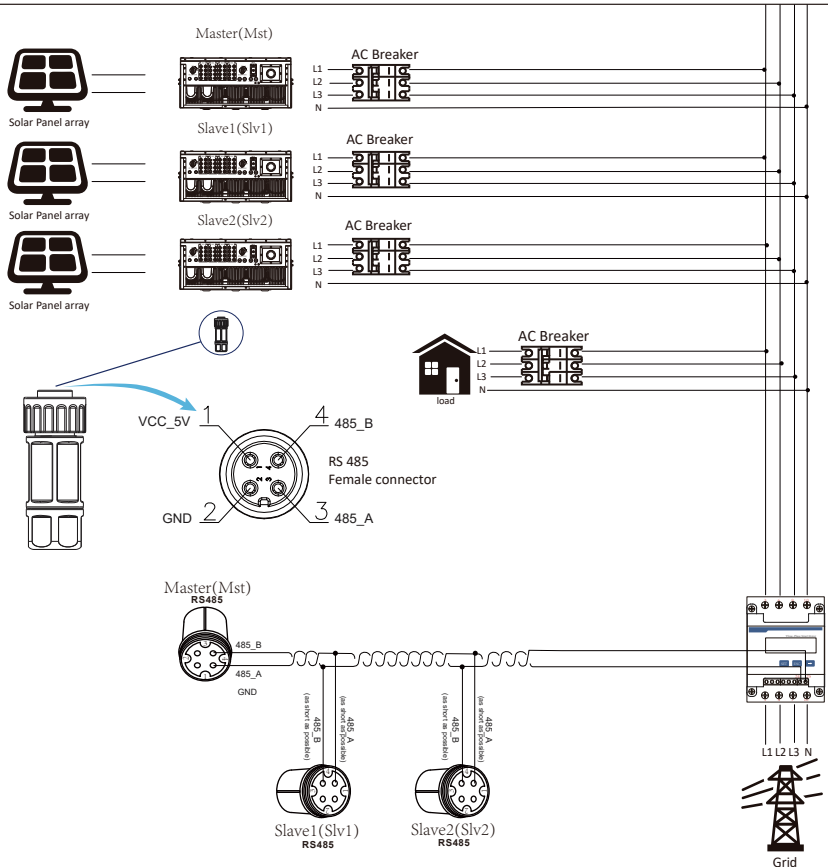 Master(Mst)
AC Breaker
L1
L2
L3
N
Solar Panel array
Slave1(Slv1)
AC Breaker
L1
L2
L3
N
Solar Panel array
Slave2(Slv2)
AC Breaker
L1
L2
L3
N
Solar Panel array
AC Breaker
L1
L2
L3
N
load
VCC_5V 1
4 485_B
GND 2
3 485_A
1 4
2 3
RS 485
Female connector
Master(Mst)
RS485
485_B
485_A
GND
485_B
(as short as possible)
485_A
(as short as possible)
485_B
(as short as possible)
485_A
(as short as possible)
Slave1(Slv1)
RS485
Slave2(Slv2)
RS485
L1 L2 L3 N
Grid